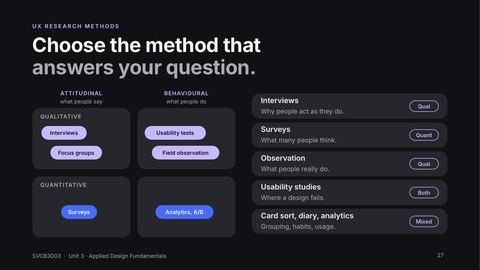 UX RESEARCH METHODS
Choose the method that
answers your question.
ATTITUDINAL
what people say
BEHAVIOURAL
what people do
QUALITATIVE
Interviews
Focus groups
Usability tests
Field observation
QUANTITATIVE
Surveys
Analytics, A/B
Interviews
Why people act as they do.
Qual
Surveys
What many people think.
Quant
Observation
What people really do.
Qual
Usability studies
Where a design fails.
Both
Card sort, diary, analytics
Grouping, habits, usage.
Mixed
SVCB3003 · Unit 3 · Applied Design Fundamentals
27